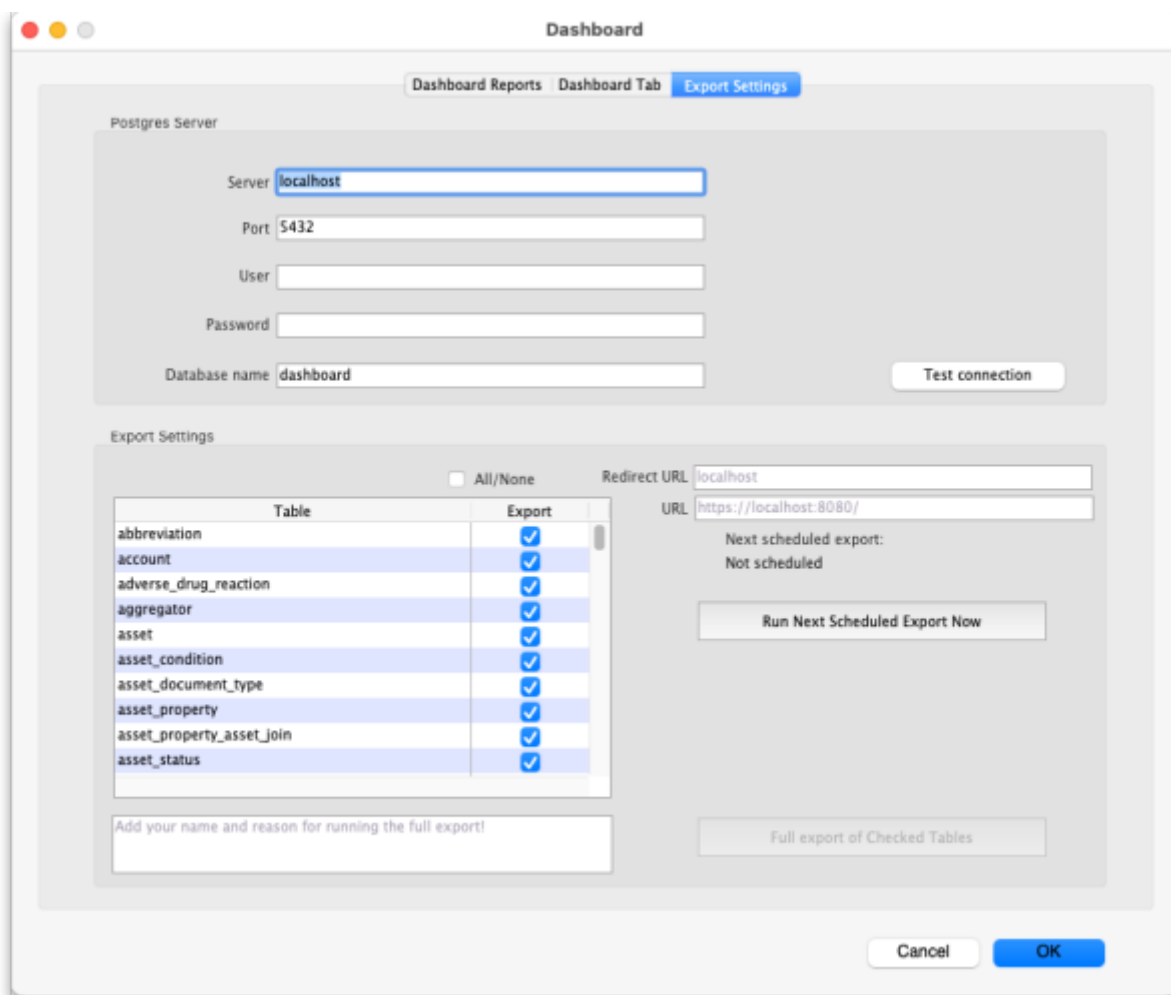 Dashboard
Dashboard Reports Dashboard Tab Export Settings
Postgres Server
Server localhost
Port 5432
User
Password
Database name dashboard
Test connection
Export Settings
All/None
Redirect URL localhost
URL https://localhost:8080/
Table Export
abbreviation
account
adverse_drug_reaction
aggregator
asset
asset_condition
asset_document_type
asset_property
asset_property_asset_join
asset_status
Next scheduled export:
Not scheduled
Run Next Scheduled Export Now
Add your name and reason for running the full export!
Full export of Checked Tables
Cancel OK